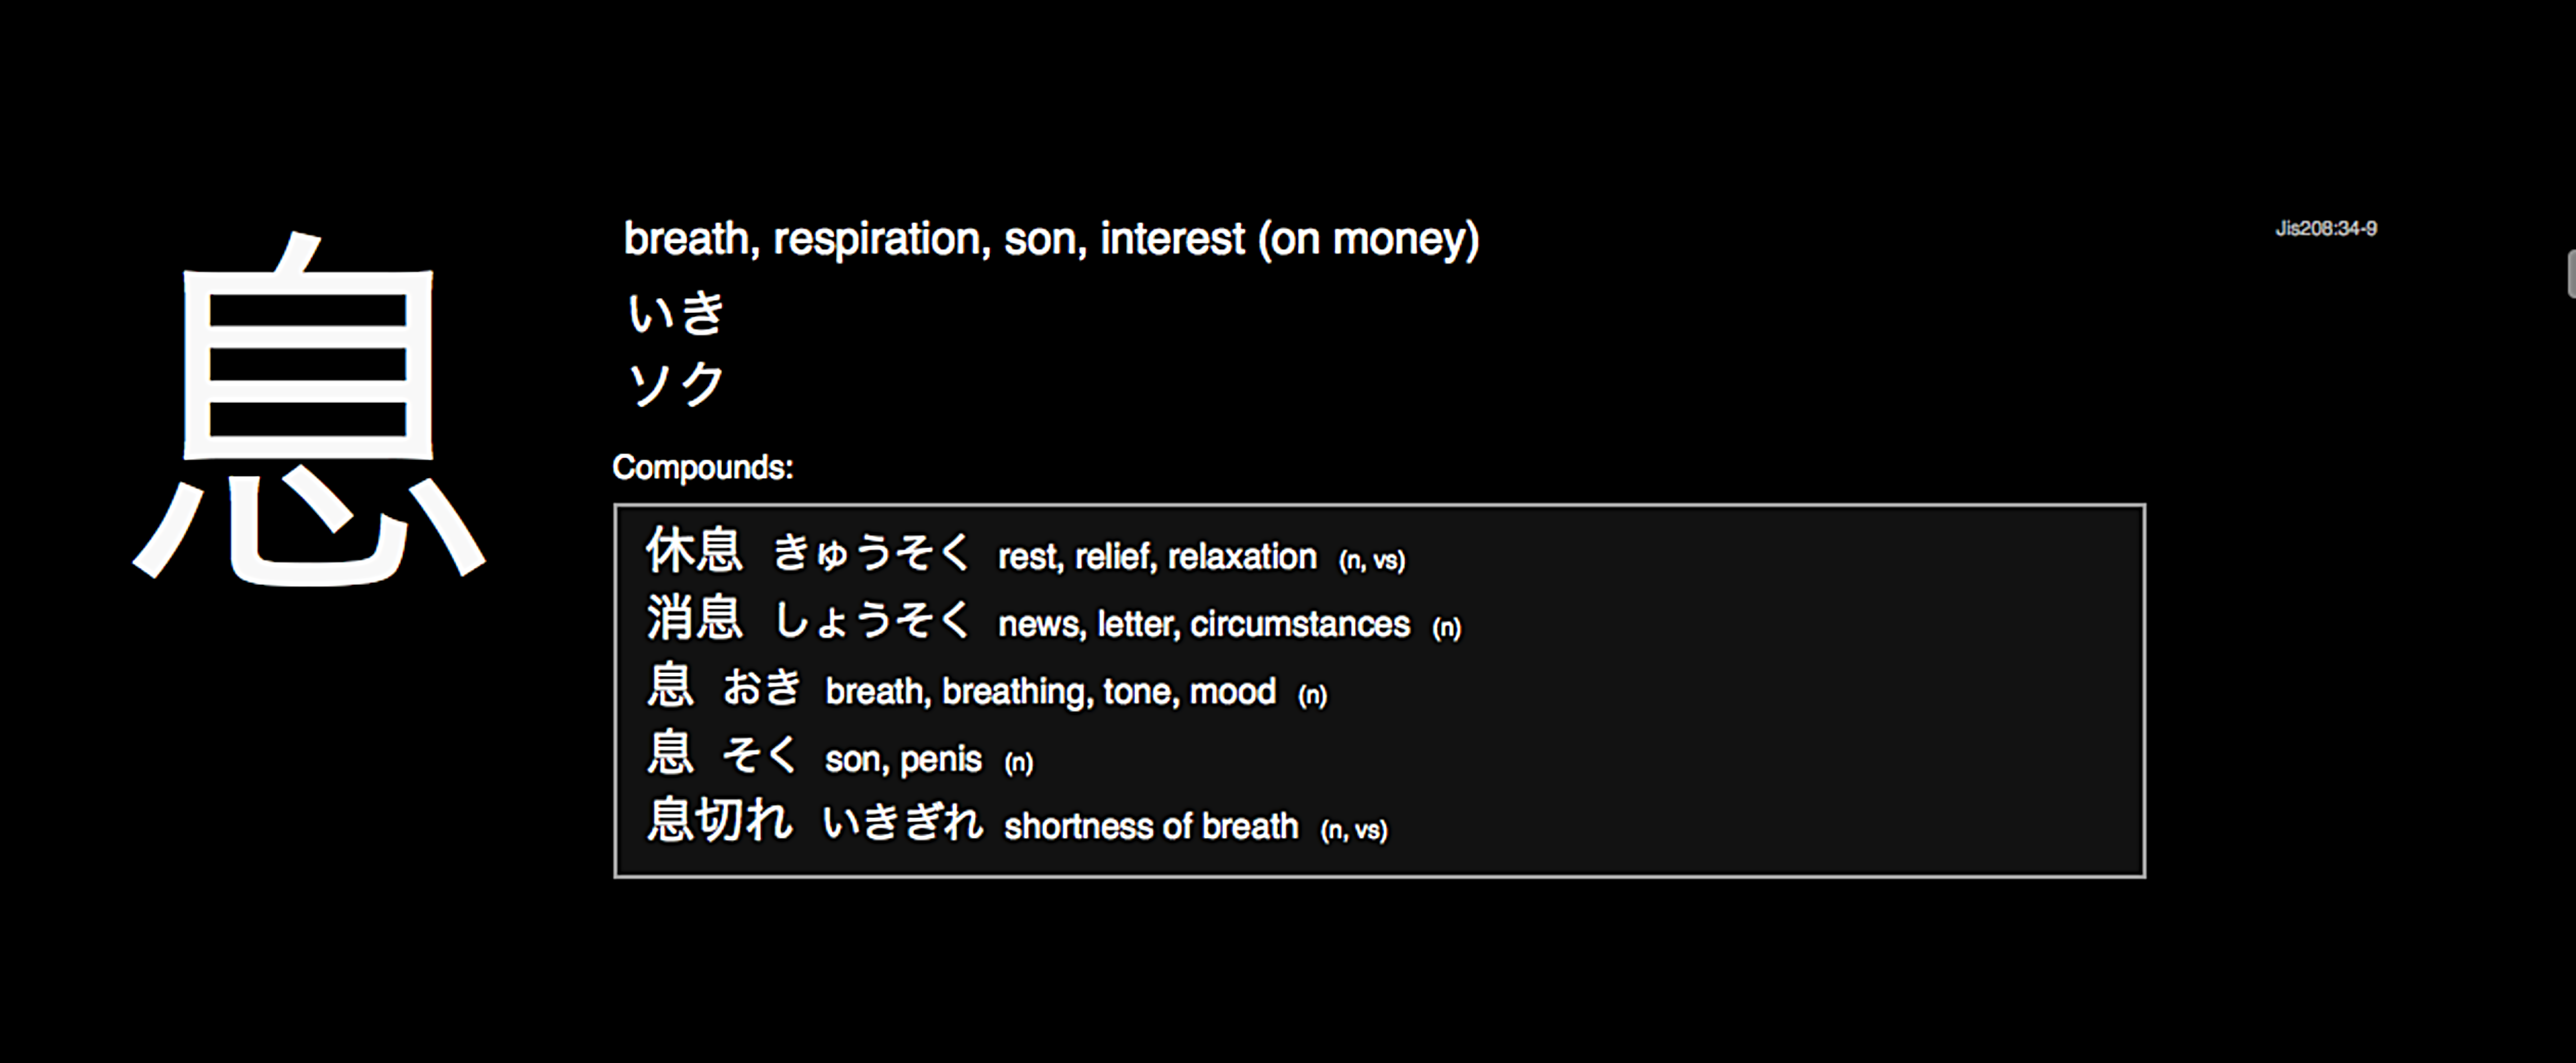 息
breath, respiration, son, interest (on money)
Jis208:34-9
いき
ソク
Compounds:
休息 きゅうそく rest, relief, relaxation (n, vs)
消息 しょうそく news, letter, circumstances (n)
息 おき breath, breathing, tone, mood (n)
息 そく son, penis (n)
息切れ いきぎれ shortness of breath (n, vs)